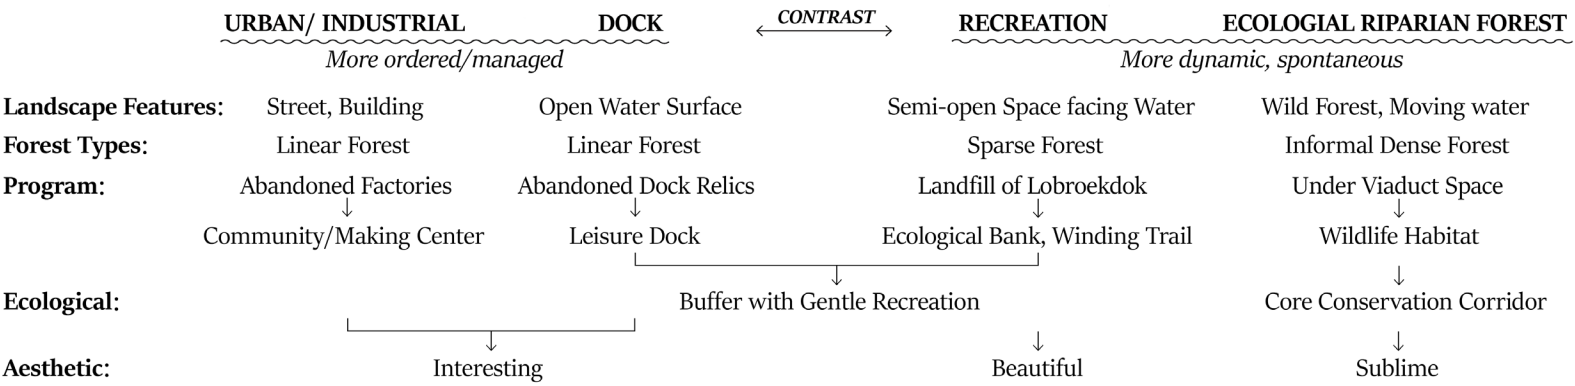 URBAN/ INDUSTRIAL DOCK CONTRAST RECREATION ECOLOGIAL RIPARIAN FOREST
More ordered/managed More dynamic, spontaneous
Landscape Features: Street, Building Open Water Surface Semi-open Space facing Water Wild Forest, Moving water
Forest Types: Linear Forest Linear Forest Sparse Forest Informal Dense Forest
Program: Abandoned Factories Abandoned Dock Relics Landfill of Lobroekdok Under Viaduct Space
Community/Making Center Leisure Dock Ecological Bank, Winding Trail Wildlife Habitat
Ecological: Buffer with Gentle Recreation Core Conservation Corridor
Aesthetic: Interesting Beautiful Sublime